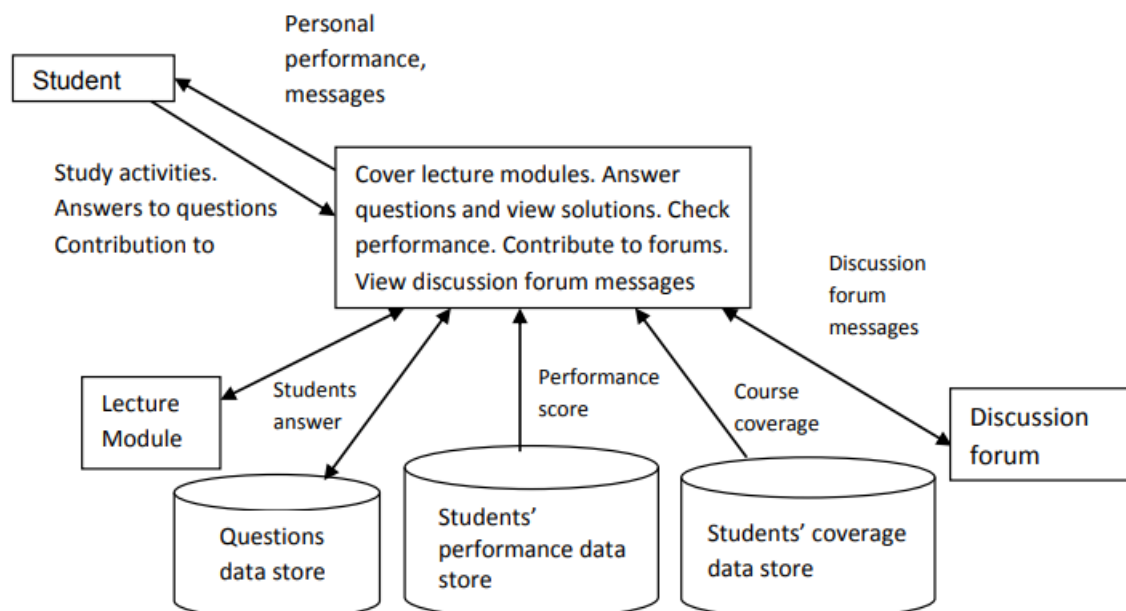 Personal
performance,
messages
Student
Study activities.
Answers to questions
Contribution to
Cover lecture modules. Answer
questions and view solutions. Check
performance. Contribute to forums.
View discussion forum messages
Discussion
forum
messages
Lecture
Module
Students
answer
Performance
score
Course
coverage
Discussion
forum
Questions
data store
Students’
performance data
store
Students’ coverage
data store